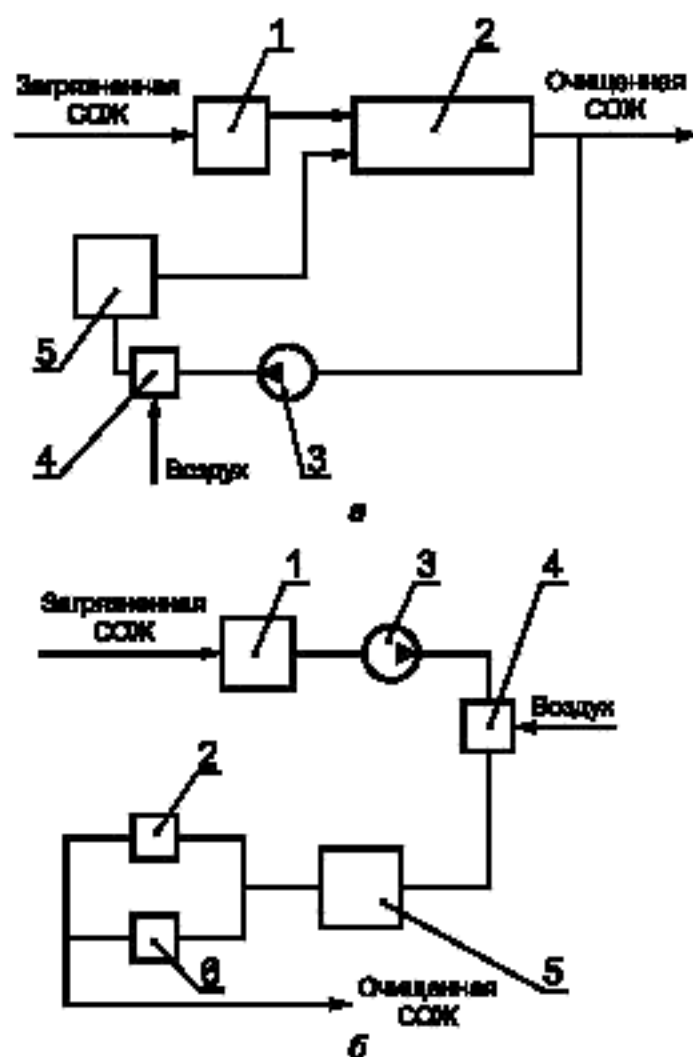 1
2
Загрязненная
СОЖ
Очищенная
СОЖ
5
4
3
Воздух
а
1
3
4
Загрязненная
СОЖ
Воздух
2
6
5
Очищенная
СОЖ
б